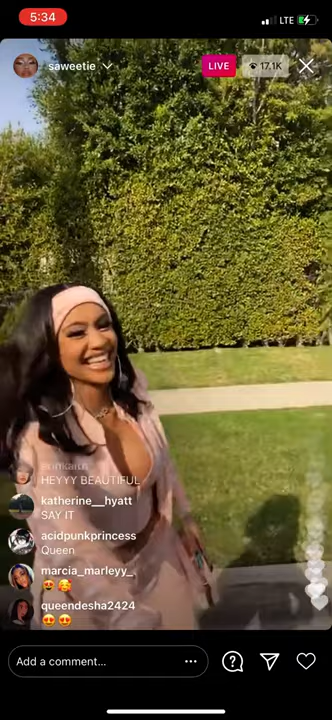 5:34
LTE
saweetie
LIVE
17.1K
HEYYY BEAUTIFUL
katherine__hyatt
SAY IT
acidpunkprincess
Queen
marcia_marleyy_
😍 🥰
queendesha2424
😍 😍
Add a comment...